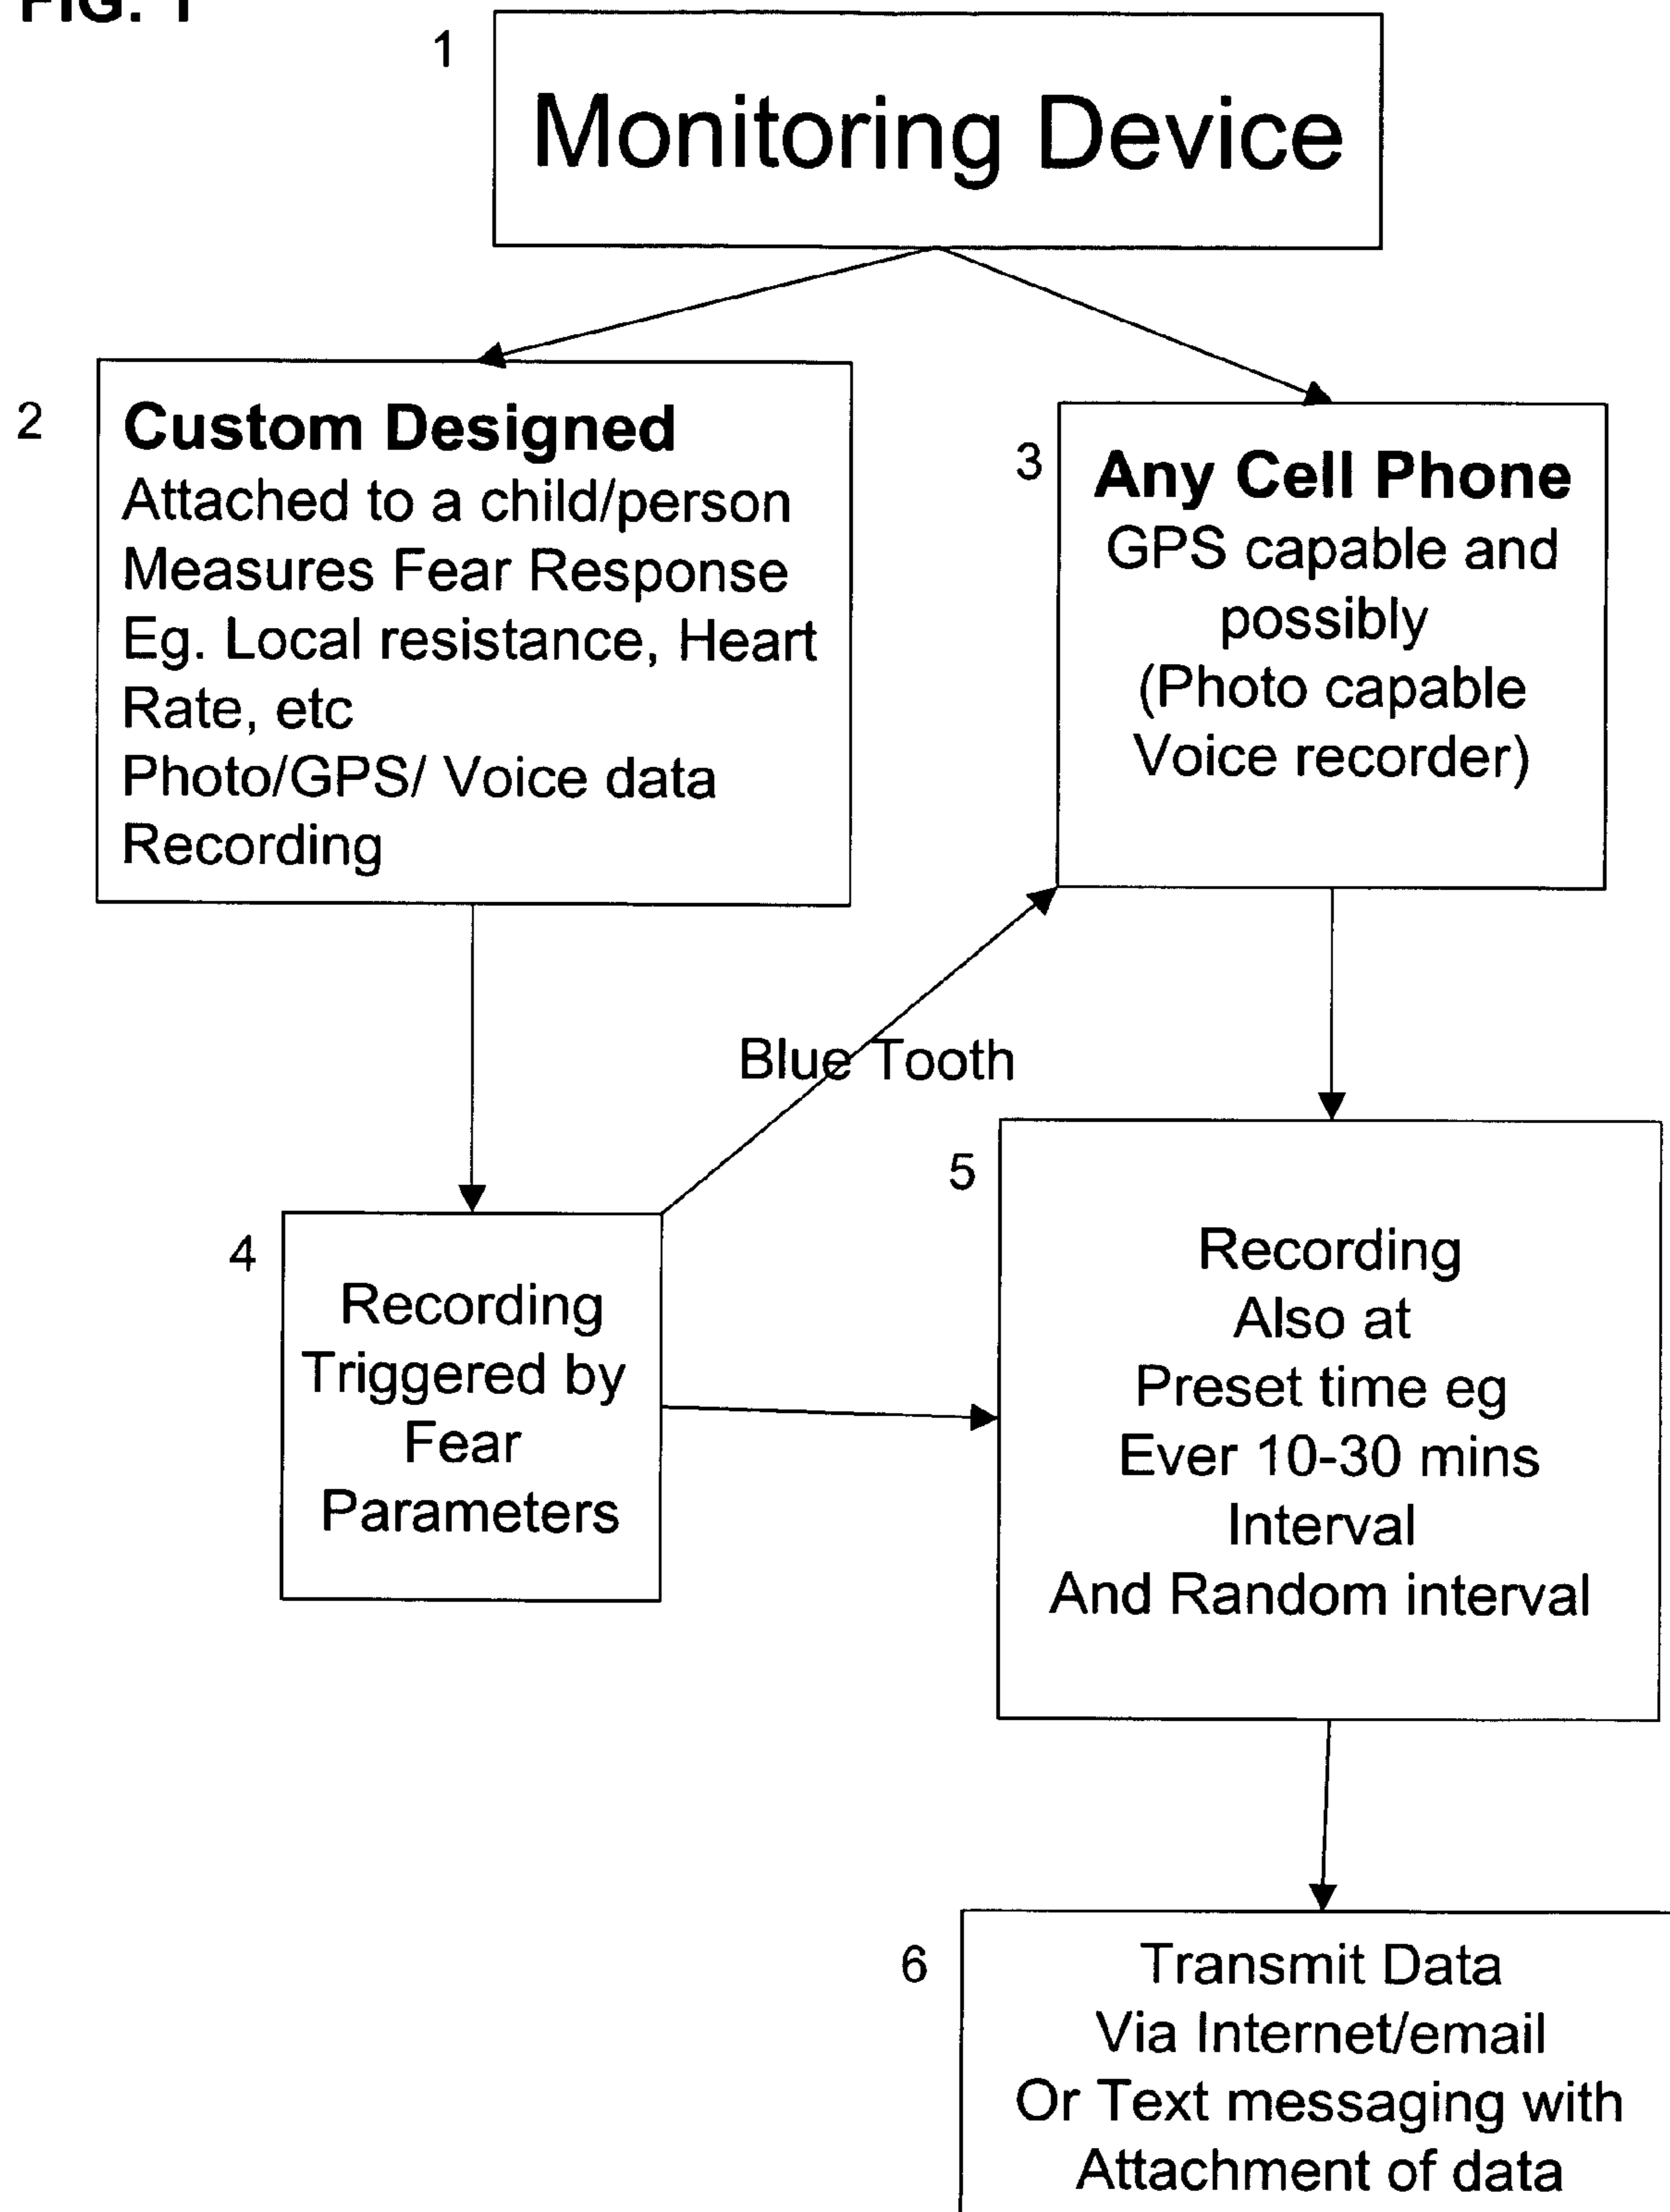 FIG. 1
1
Monitoring Device
2
Custom Designed
Attached to a child/person
Measures Fear Response
Eg. Local resistance, Heart
Rate, etc
Photo/GPS/ Voice data
Recording
3
Any Cell Phone
GPS capable and
possibly
(Photo capable
Voice recorder)
Blue Tooth
4
Recording
Triggered by
Fear
Parameters
5
Recording
Also at
Preset time eg
Ever 10-30 mins
Interval
And Random interval
6
Transmit Data
Via Internet/email
Or Text messaging with
Attachment of data